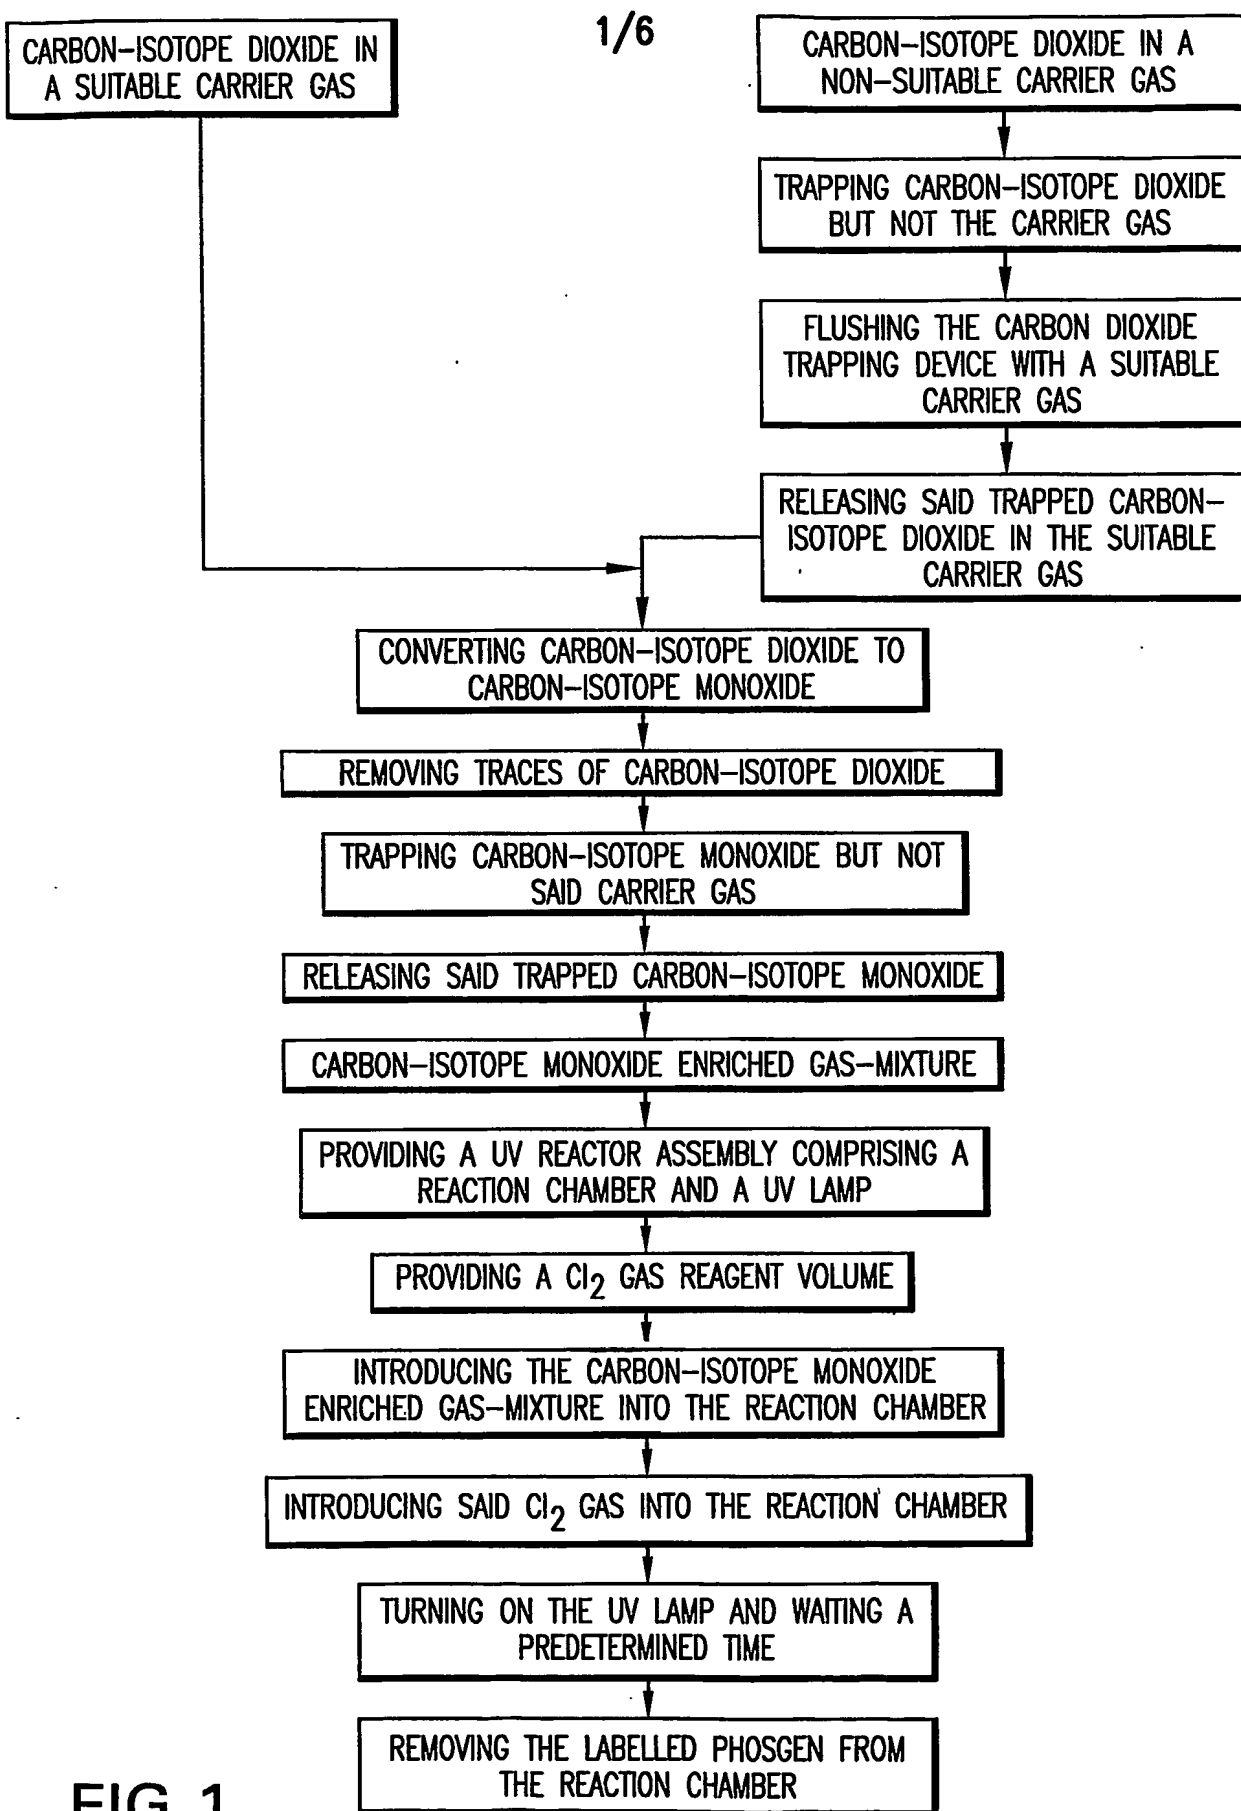 1/6
CARBON-ISOTOPE DIOXIDE IN
A SUITABLE CARRIER GAS
CARBON-ISOTOPE DIOXIDE IN A
NON-SUITABLE CARRIER GAS
TRAPPING CARBON-ISOTOPE DIOXIDE
BUT NOT THE CARRIER GAS
FLUSHING THE CARBON DIOXIDE
TRAPPING DEVICE WITH A SUITABLE
CARRIER GAS
RELEASING SAID TRAPPED CARBON-
ISOTOPE DIOXIDE IN THE SUITABLE
CARRIER GAS
CONVERTING CARBON-ISOTOPE DIOXIDE TO
CARBON-ISOTOPE MONOXIDE
REMOVING TRACES OF CARBON-ISOTOPE DIOXIDE
TRAPPING CARBON-ISOTOPE MONOXIDE BUT NOT
SAID CARRIER GAS
RELEASING SAID TRAPPED CARBON-ISOTOPE MONOXIDE
CARBON-ISOTOPE MONOXIDE ENRICHED GAS-MIXTURE
PROVIDING A UV REACTOR ASSEMBLY COMPRISING A
REACTION CHAMBER AND A UV LAMP
PROVIDING A Cl2 GAS REAGENT VOLUME
INTRODUCING THE CARBON-ISOTOPE MONOXIDE
ENRICHED GAS-MIXTURE INTO THE REACTION CHAMBER
INTRODUCING SAID Cl2 GAS INTO THE REACTION CHAMBER
TURNING ON THE UV LAMP AND WAITING A
PREDETERMINED TIME
REMOVING THE LABELLED PHOSGEN FROM
THE REACTION CHAMBER
FIG. 1